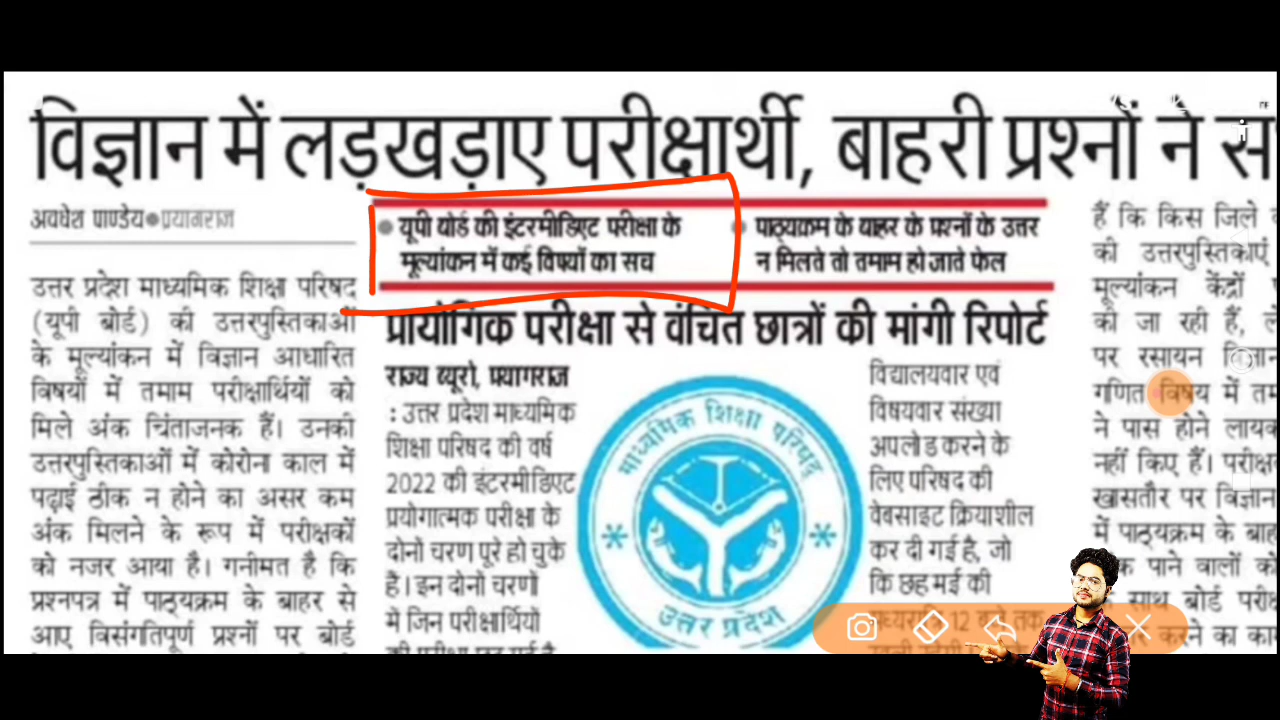 विज्ञान में लड़खड़ाए परीक्षार्थी, बाहरी प्रश्नों ने
अवधेश पाण्डेय●प्रयागराज
उत्तर प्रदेश माध्यमिक शिक्षा परिषद
(यूपी बोर्ड) की उत्तरपुस्तिकाओं
के मूल्यांकन में विज्ञान आधारित
विषयों में तमाम परीक्षार्थियों को
मिले अंक चिंताजनक हैं। उनकी
उत्तरपुस्तिकाओं में कोरोना काल में
पढ़ाई ठीक न होने का असर कम
अंक मिलने के रूप में परीक्षकों
को नजर आया है। गनीमत है कि
प्रश्नपत्र में पाठ्यक्रम के बाहर से
आए विसंगतिपूर्ण प्रश्नों पर बोर्ड
● यूपी बोर्ड की इंटरमीडिएट परीक्षा के
मूल्यांकन में कई विषयों का सच
● पाठ्यक्रम के बाहर के प्रश्नों के उत्तर
न मिलते तो तमाम हो जाते फेल
प्रायोगिक परीक्षा से वंचित छात्रों की मांगी रिपोर्ट
राज्य ब्यूरो, प्रयागराज
: उत्तर प्रदेश माध्यमिक
शिक्षा परिषद की वर्ष
2022 की इंटरमीडिएट
प्रयोगात्मक परीक्षा के
दोनों चरण पूरे हो चुके
है। इन दोनों चरणों
में जिन परीक्षार्थियों
माध्यमिक शिक्षा परिषद्
उत्तर प्रदेश
विद्यालयवार एवं
विषयवार संख्या
अपलोड करने के
लिए परिषद की
वेबसाइट क्रियाशील
कर दी गई है, जो
कि छह मई की
12 बजे तक
हैं कि किस जिले
की उत्तरपुस्तिकाएं
मूल्यांकन केंद्रों
की जा रही हैं,
पर रसायन
गणित विषय में
ने पास होने लायक
नहीं किए हैं।
खासतौर पर
में पाठ्यक्रम के
पाने वालों
साथ बोर्ड
करने का